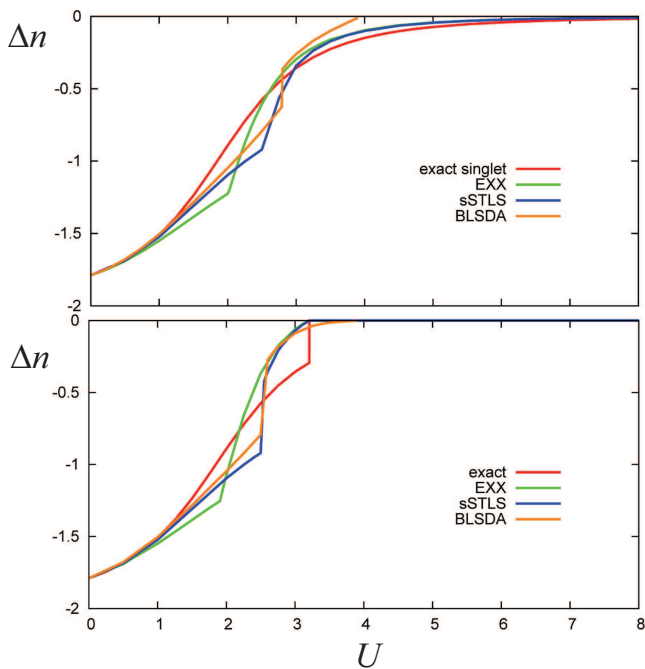 Δn
0
-0.5
-1
-1.5
-2
exact singlet
EXX
sSTLS
BLSDA
Δn
0
-0.5
-1
-1.5
-2
exact
EXX
sSTLS
BLSDA
0 1 2 3 4 5 6 7 8
U